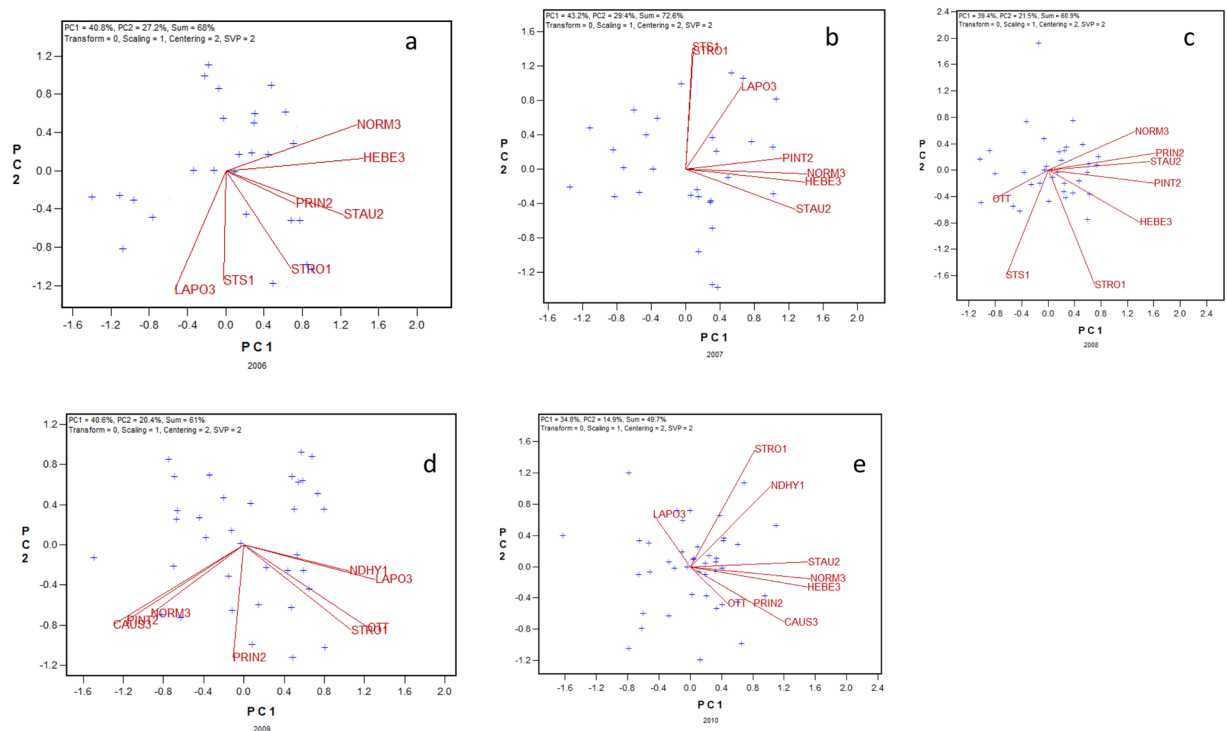 PC1 = 40.8%, PC2 = 27.2%, Sum = 68%
Transform = 0, Scaling = 1, Centering = 2, SVP = 2
a
1.2
0.8
0.4
0.0
-0.4
-0.8
-1.2
PC2
NORM3
HEBE3
PRIN2
STAU2
STRO1
STS1
LAPO3
-1.6 -1.2 -0.8 -0.4 0.0 0.4 0.8 1.2 1.6 2.0
PC1
2006
PC1 = 43.2%, PC2 = 29.4%, Sum = 72.6%
Transform = 0, Scaling = 1, Centering = 2, SVP = 2
b
1.6
1.2
0.8
0.4
0.0
-0.4
-0.8
-1.2
PC2
STS1
STRO1
LAPO3
PINT2
NORM3
HEBE3
STAU2
-1.6 -1.2 -0.8 -0.4 0.0 0.4 0.8 1.2 1.6 2.0
PC1
2007
PC1 = 39.4%, PC2 = 21.5%, Sum = 60.9%
Transform = 0, Scaling = 1, Centering = 2, SVP = 2
c
2.4
2.0
1.6
1.2
0.8
0.4
0.0
-0.4
-0.8
-1.2
-1.6
PC2
NORM3
PRIN2
STAU2
PINT2
OTT
HEBE3
STS1
STRO1
-1.2 -0.8 -0.4 0.0 0.4 0.8 1.2 1.6 2.0 2.4
PC1
2008
PC1 = 40.6%, PC2 = 20.4%, Sum = 61%
Transform = 0, Scaling = 1, Centering = 2, SVP = 2
d
1.2
0.8
0.4
0.0
-0.4
-0.8
-1.2
PC2
NDHY1
LAPO3
NORM3
PINT2
CAUS3
OTT
STRO1
PRIN2
-1.6 -1.2 -0.8 -0.4 0.0 0.4 0.8 1.2 1.6 2.0
PC1
2009
PC1 = 34.8%, PC2 = 14.9%, Sum = 49.7%
Transform = 0, Scaling = 1, Centering = 2, SVP = 2
e
1.6
1.2
0.8
0.4
0.0
-0.4
-0.8
-1.2
PC2
STRO1
NDHY1
LAPO3
STAU2
NORM3
HEBE3
OTT
PRIN2
CAUS3
-1.6 -1.2 -0.8 -0.4 0.0 0.4 0.8 1.2 1.6 2.0 2.4
PC1
2010